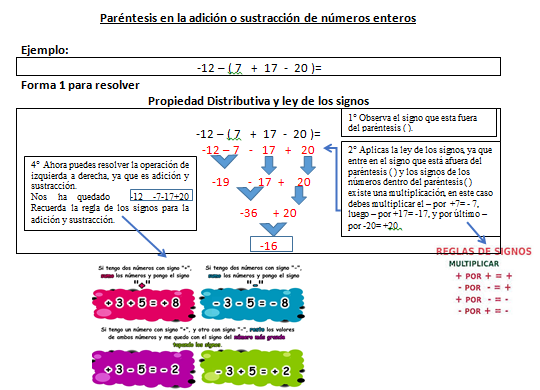 Paréntesis en la adición o sustracción de números enteros
Ejemplo:
-12 – ( 7 + 17 - 20 )=
Forma 1 para resolver
Propiedad Distributiva y ley de los signos
-12 – ( 7 + 17 - 20 )=
-12 – 7 - 17 + 20
-19 - 17 + 20
-36 + 20
-16
1° Observa el signo que esta fuera
del paréntesis ( ).
2° Aplicas la ley de los signos, ya que
entre en el signo que está afuera del
paréntesis ( ) y los signos de los
números dentro del paréntesis ( )
existe una multiplicación, en este caso
debes multiplicar el – por +7= - 7,
luego – por +17= -17, y por último –
por -20= +20.
4° Ahora puedes resolver la operación de
izquierda a derecha, ya que es adición y
sustracción.
Nos ha quedado -12 -7-17+20
Recuerda la regla de los signos para la
adición y sustracción.
REGLAS DE SIGNOS
MULTIPLICAR
+ POR + = +
- POR - = +
+ POR - = -
- POR + = -
Si tengo dos números con signo "+",
sumo los números y pongo el signo
"+"
+ 3 + 5 = + 8
Si tengo dos números con signo "-",
sumo los números y pongo el signo
"-"
- 3 - 5 = - 8
Si tengo un número con signo "+", y otro con signo "-", resto los valores
de ambos números y me quedo con el signo del número más grande
tapando los signos.
+ 3 - 5 = - 2
- 3 + 5 = + 2